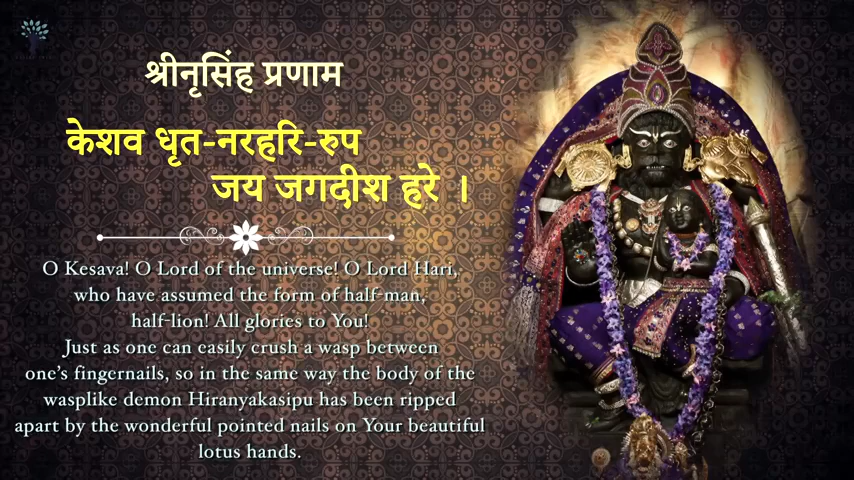 श्रीनृसिंह प्रणाम
केशव धृत-नरहरि-रुप
जय जगदीश हरे ।
O Kesava! O Lord of the universe! O Lord Hari,
who have assumed the form of half-man,
half-lion! All glories to You!
Just as one can easily crush a wasp between
one's fingernails, so in the same way the body of the
wasplike demon Hiranyakasipu has been ripped
apart by the wonderful pointed nails on Your beautiful
lotus hands.